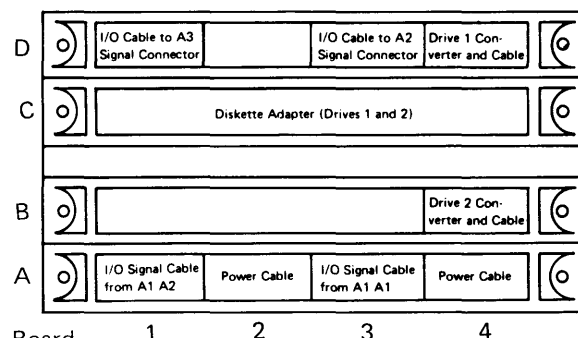 D
I/O Cable to A3
Signal Connector
I/O Cable to A2
Signal Connector
Drive 1 Con-
verter and Cable
C
Diskette Adapter (Drives 1 and 2)
B
Drive 2 Con-
verter and Cable
A
I/O Signal Cable
from A1 A2
Power Cable
I/O Signal Cable
from A1 A1
Power Cable
Board 1 2 3 4